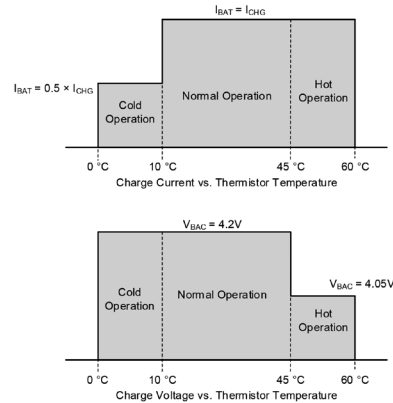 I_BAT = I_CHG
I_BAT = 0.5 × I_CHG
Cold
Operation
Normal Operation
Hot
Operation
0 °C
10 °C
45 °C
60 °C
Charge Current vs. Thermistor Temperature
V_BAC = 4.2V
V_BAC = 4.05V
Cold
Operation
Normal Operation
Hot
Operation
0 °C
10 °C
45 °C
60 °C
Charge Voltage vs. Thermistor Temperature